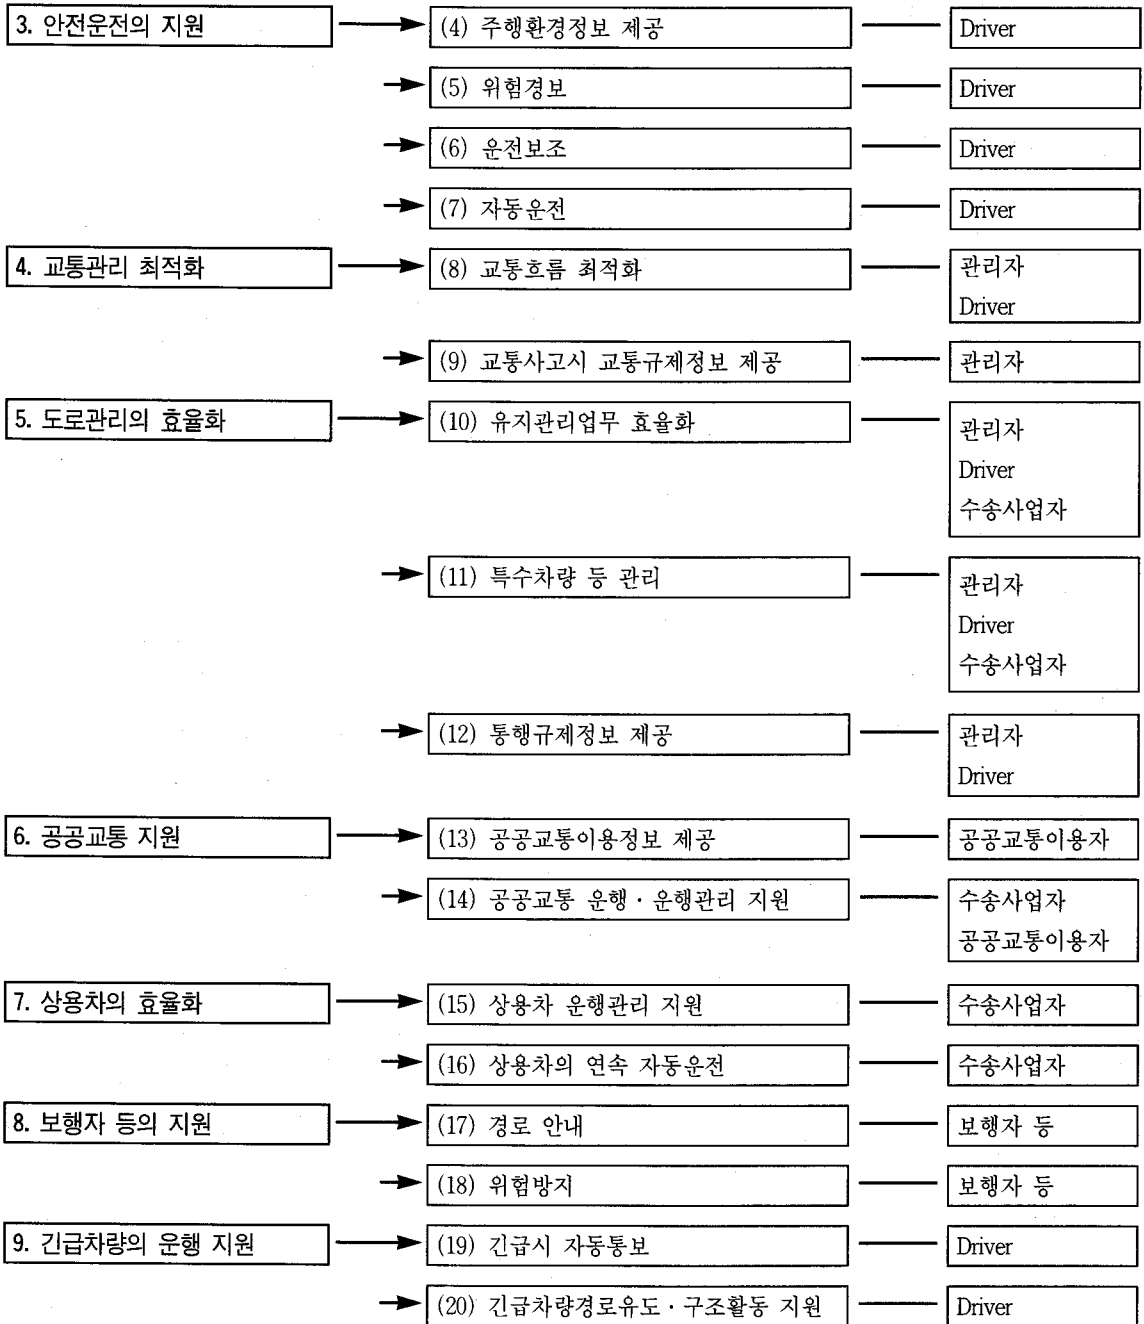 3. 안전운전의 지원
(4) 주행환경정보 제공
Driver
(5) 위험경보
Driver
(6) 운전보조
Driver
(7) 자동운전
Driver
4. 교통관리 최적화
(8) 교통흐름 최적화
관리자
Driver
(9) 교통사고시 교통규제정보 제공
관리자
5. 도로관리의 효율화
(10) 유지관리업무 효율화
관리자
Driver
수송사업자
(11) 특수차량 등 관리
관리자
Driver
수송사업자
(12) 통행규제정보 제공
관리자
Driver
6. 공공교통 지원
(13) 공공교통이용정보 제공
공공교통이용자
(14) 공공교통 운행·운행관리 지원
수송사업자
공공교통이용자
7. 상용차의 효율화
(15) 상용차 운행관리 지원
수송사업자
(16) 상용차의 연속 자동운전
수송사업자
8. 보행자 등의 지원
(17) 경로 안내
보행자 등
(18) 위험방지
보행자 등
9. 긴급차량의 운행 지원
(19) 긴급시 자동통보
Driver
(20) 긴급차량경로유도·구조활동 지원
Driver